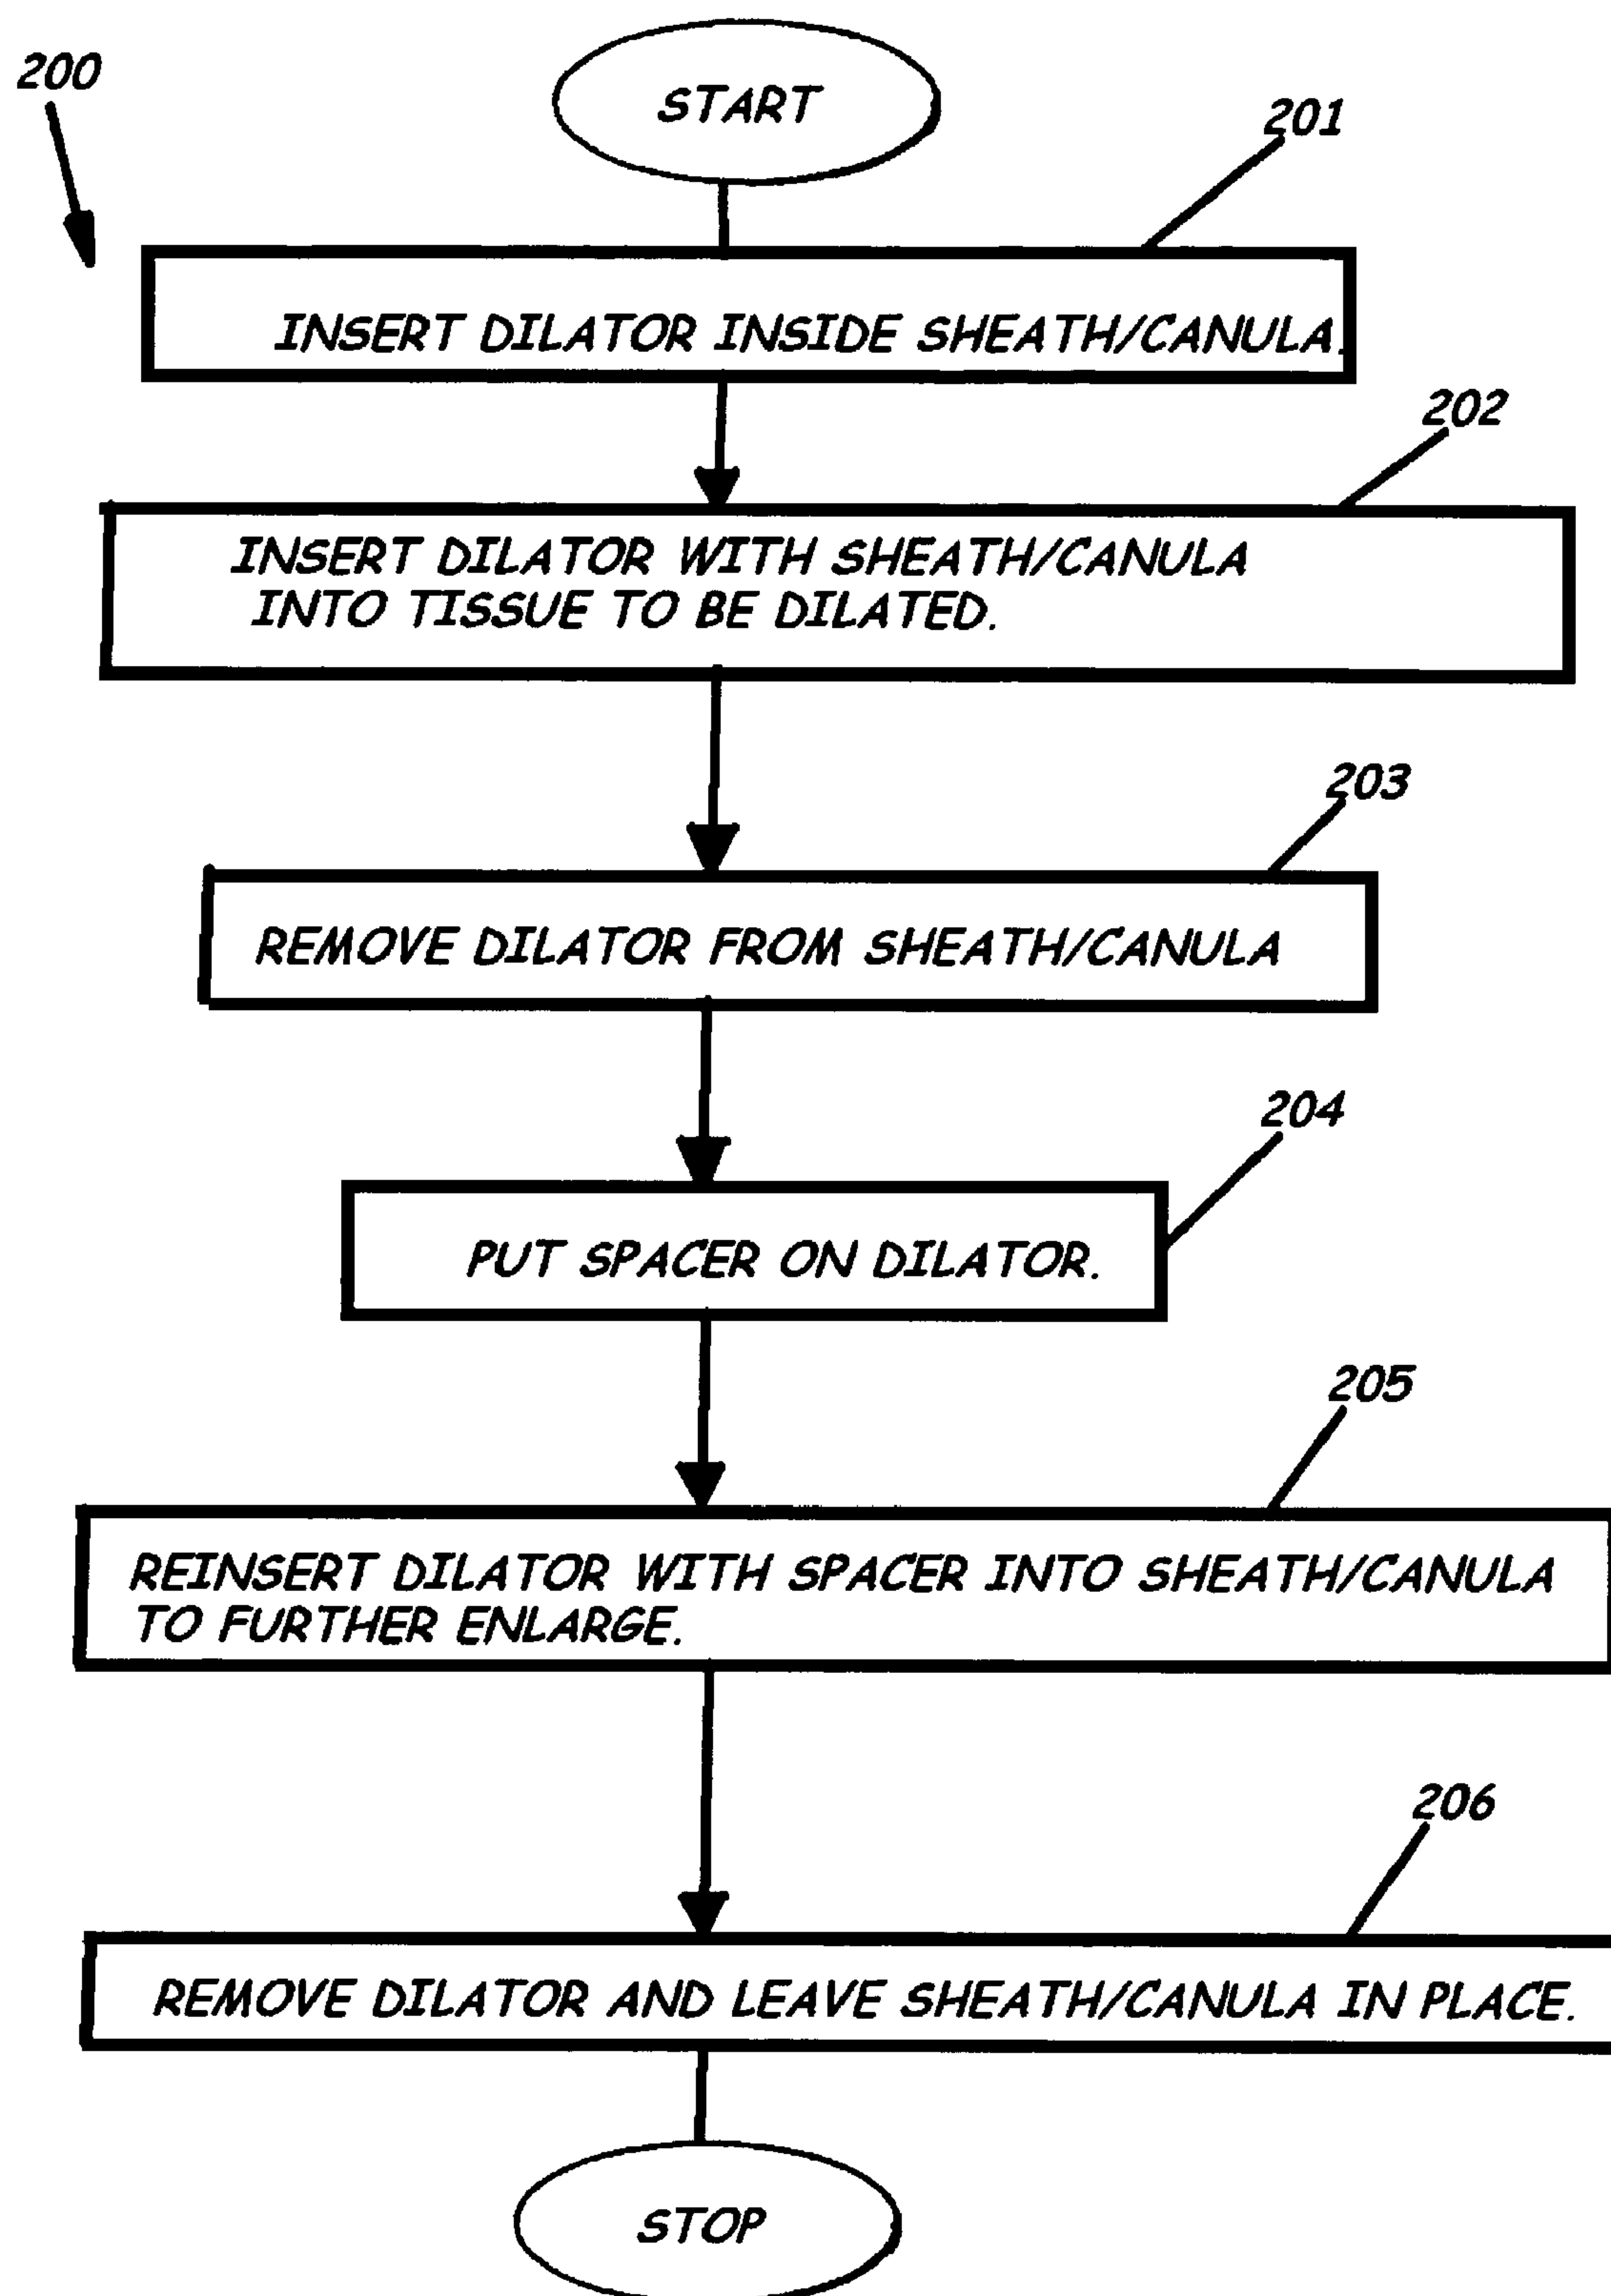 200
START
201
INSERT DILATOR INSIDE SHEATH/CANULA.
202
INSERT DILATOR WITH SHEATH/CANULA
INTO TISSUE TO BE DILATED.
203
REMOVE DILATOR FROM SHEATH/CANULA
204
PUT SPACER ON DILATOR.
205
REINSERT DILATOR WITH SPACER INTO SHEATH/CANULA
TO FURTHER ENLARGE.
206
REMOVE DILATOR AND LEAVE SHEATH/CANULA IN PLACE.
STOP